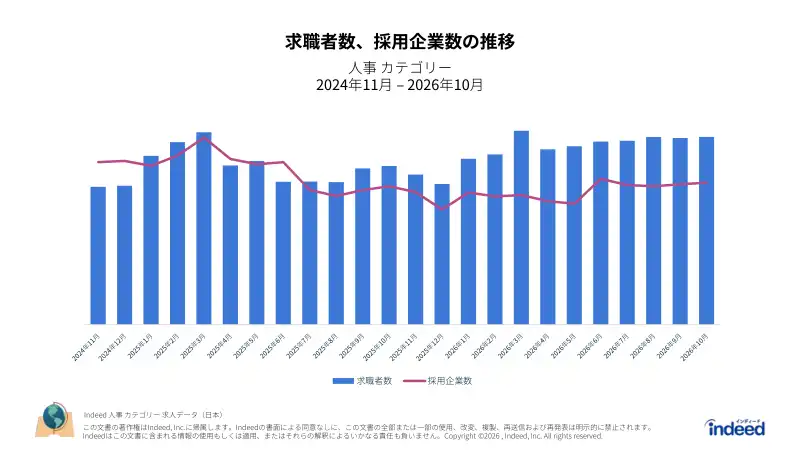 求職者数、採用企業数の推移
人事 カテゴリー
2024年11月 – 2026年10月
2024年11月
2024年12月
2025年1月
2025年2月
2025年3月
2025年4月
2025年5月
2025年6月
2025年7月
2025年8月
2025年9月
2025年10月
2025年11月
2025年12月
2026年1月
2026年2月
2026年3月
2026年4月
2026年5月
2026年6月
2026年7月
2026年8月
2026年9月
2026年10月
求職者数 採用企業数
Indeed 人事 カテゴリー 求人データ（日本）
この文書の著作権はIndeed, Inc.に帰属します。Indeedの書面による同意なしに、この文書の全部または一部の使用、改変、複製、再送信および再発表は明示的に禁止されます。
Indeedはこの文書に含まれる情報の使用もしくは適用、またはそれらの解釈によるいかなる責任も負いません。Copyright ©2026 , Indeed, Inc. All rights reserved.
インディード
indeed